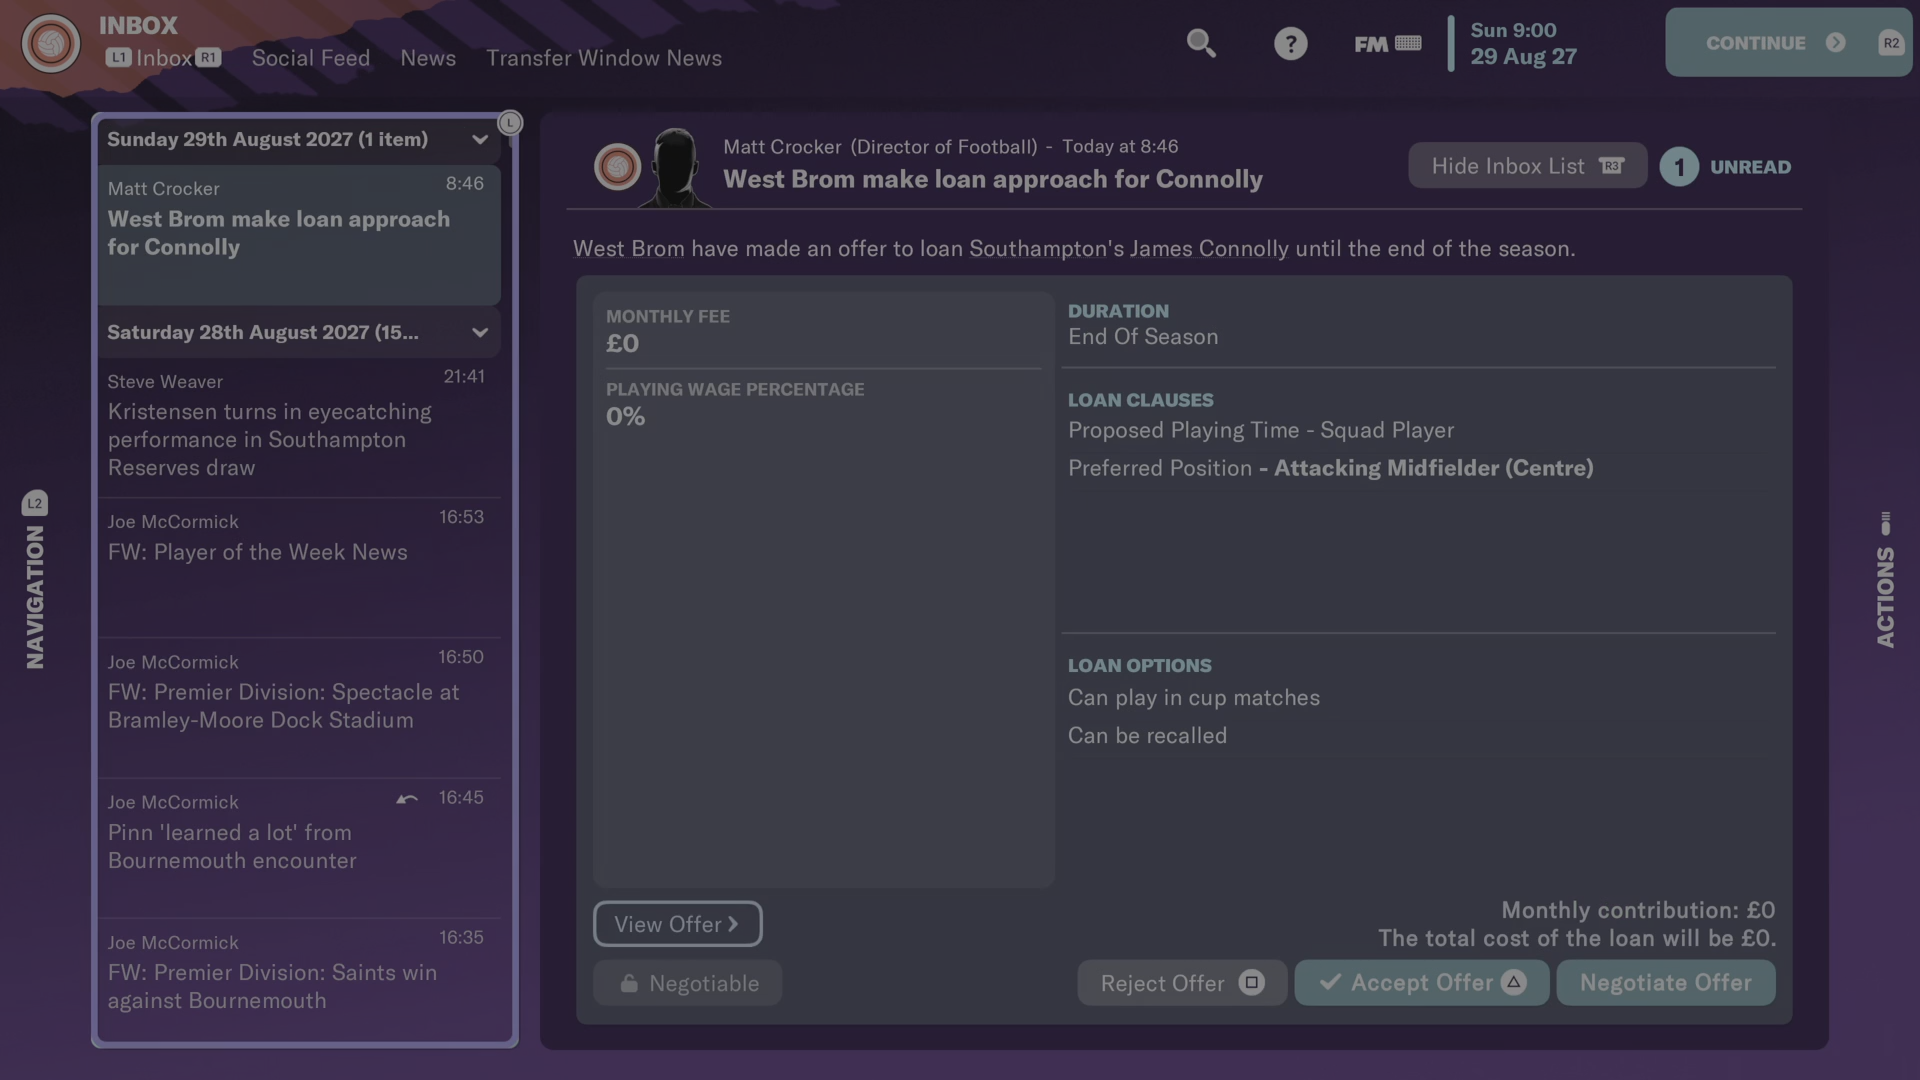 INBOX
L1 Inbox R1 Social Feed News Transfer Window News
? FM Sun 9:00
29 Aug 27
CONTINUE R2
Sunday 29th August 2027 (1 item)
L
Matt Crocker 8:46
West Brom make loan approach
for Connolly
Saturday 28th August 2027 (15...
Steve Weaver 21:41
Kristensen turns in eyecatching
performance in Southampton
Reserves draw
Joe McCormick 16:53
FW: Player of the Week News
Joe McCormick 16:50
FW: Premier Division: Spectacle at
Bramley-Moore Dock Stadium
Joe McCormick 16:45
Pinn 'learned a lot' from
Bournemouth encounter
Joe McCormick 16:35
FW: Premier Division: Saints win
against Bournemouth
L2
NAVIGATION
Matt Crocker (Director of Football) - Today at 8:46
West Brom make loan approach for Connolly
Hide Inbox List R3 1 UNREAD
West Brom have made an offer to loan Southampton's James Connolly until the end of the season.
MONTHLY FEE
£0
PLAYING WAGE PERCENTAGE
0%
DURATION
End Of Season
LOAN CLAUSES
Proposed Playing Time - Squad Player
Preferred Position - Attacking Midfielder (Centre)
LOAN OPTIONS
Can play in cup matches
Can be recalled
View Offer
Monthly contribution: £0
The total cost of the loan will be £0.
Negotiable
Reject Offer Accept Offer Negotiate Offer
ACTIONS